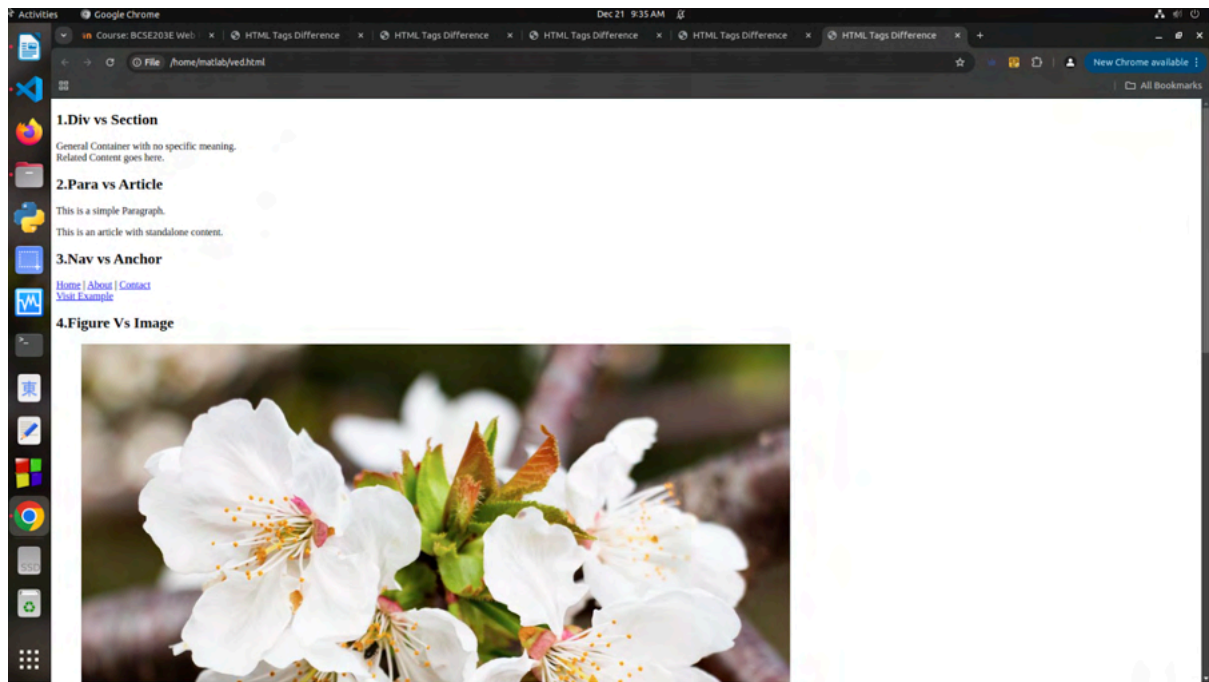 Activities Google Chrome Dec 21 9:35 AM
in Course: BCSE203E Web HTML Tags Difference HTML Tags Difference HTML Tags Difference HTML Tags Difference HTML Tags Difference
File /home/matlab/ved.html New Chrome available
All Bookmarks
1.Div vs Section
General Container with no specific meaning.
Related Content goes here.
2.Para vs Article
This is a simple Paragraph.
This is an article with standalone content.
3.Nav vs Anchor
Home | About | Contact
Visit Example
4.Figure Vs Image
東
SSD